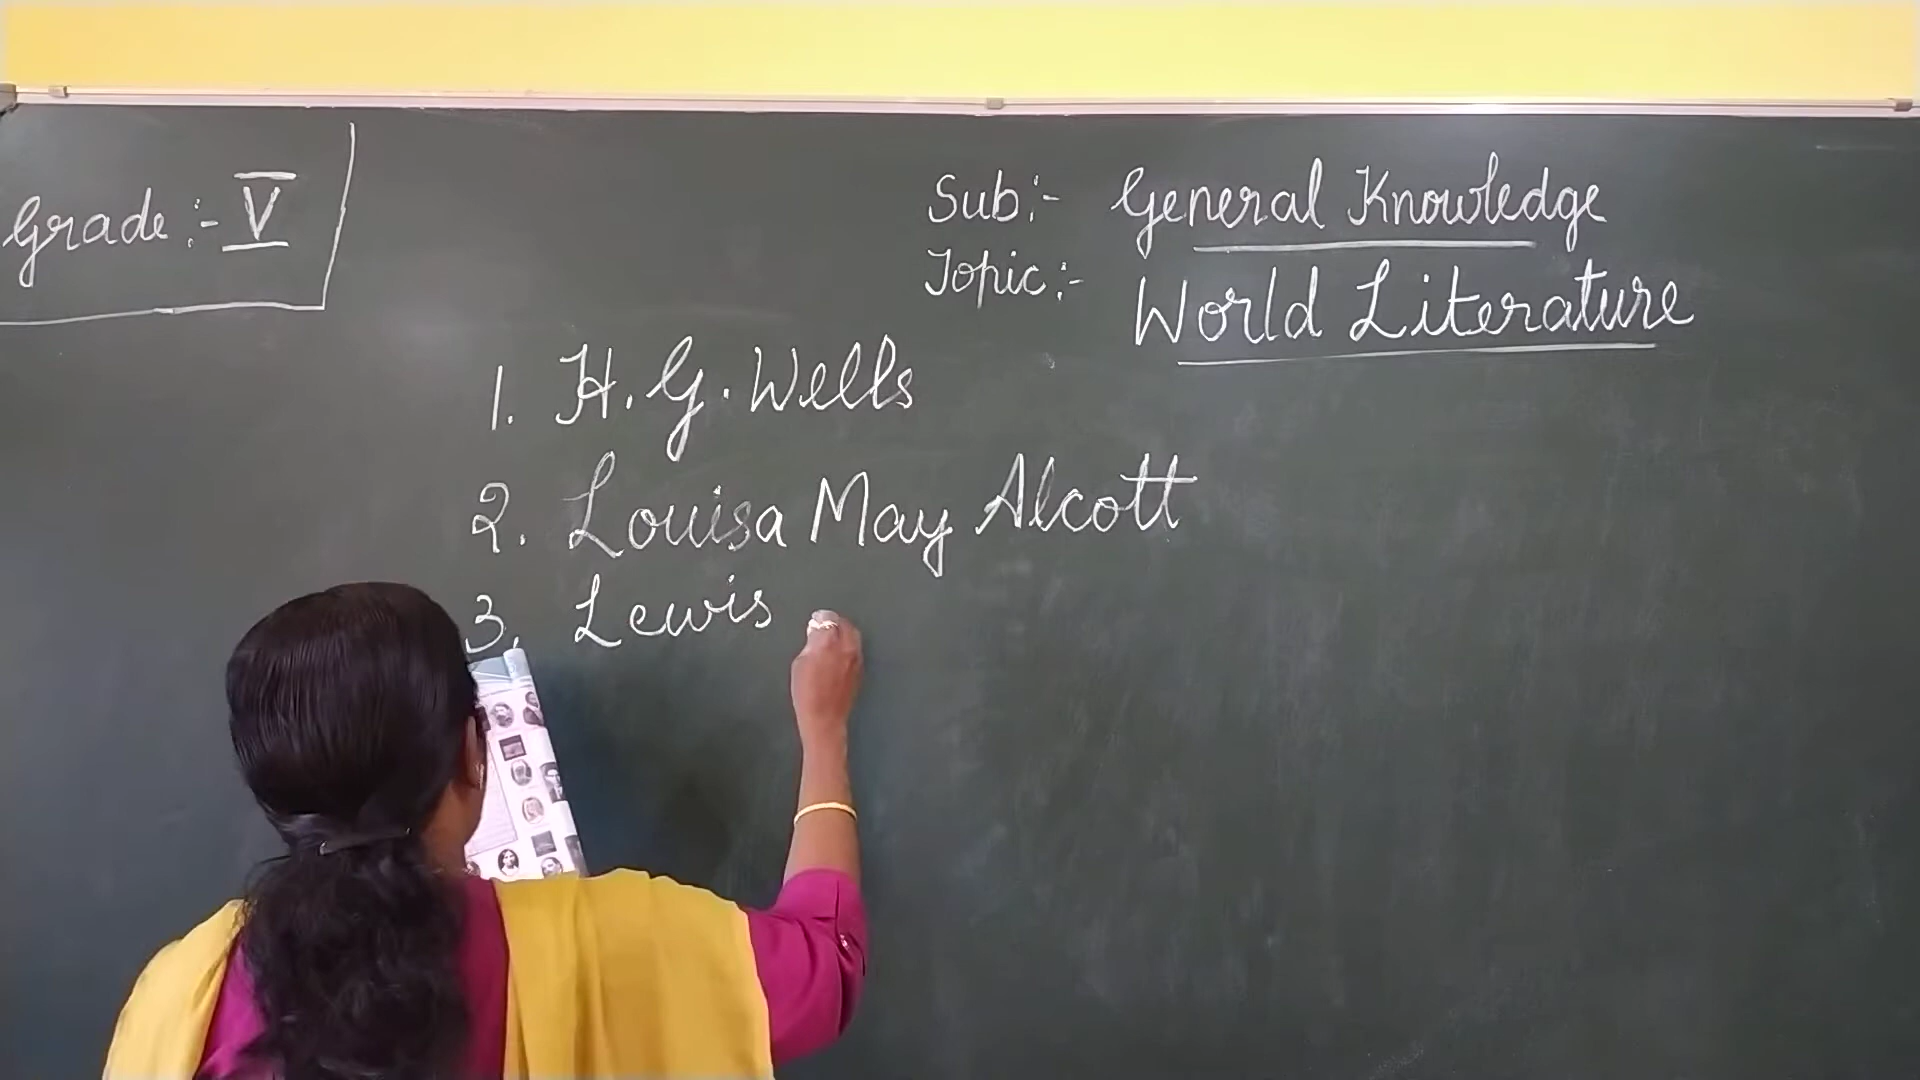 Grade:- V
Sub:- General Knowledge
Topic:- World Literature
1. H. G. Wells
2. Louisa May Alcott
3. Lewis